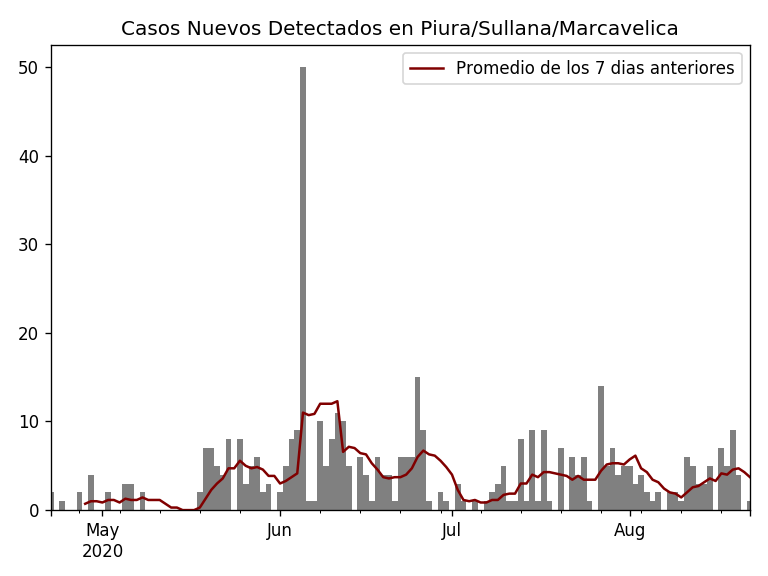 Casos Nuevos Detectados en Piura/Sullana/Marcavelica
Promedio de los 7 dias anteriores
50
40
30
20
10
0
May
2020
Jun
Jul
Aug